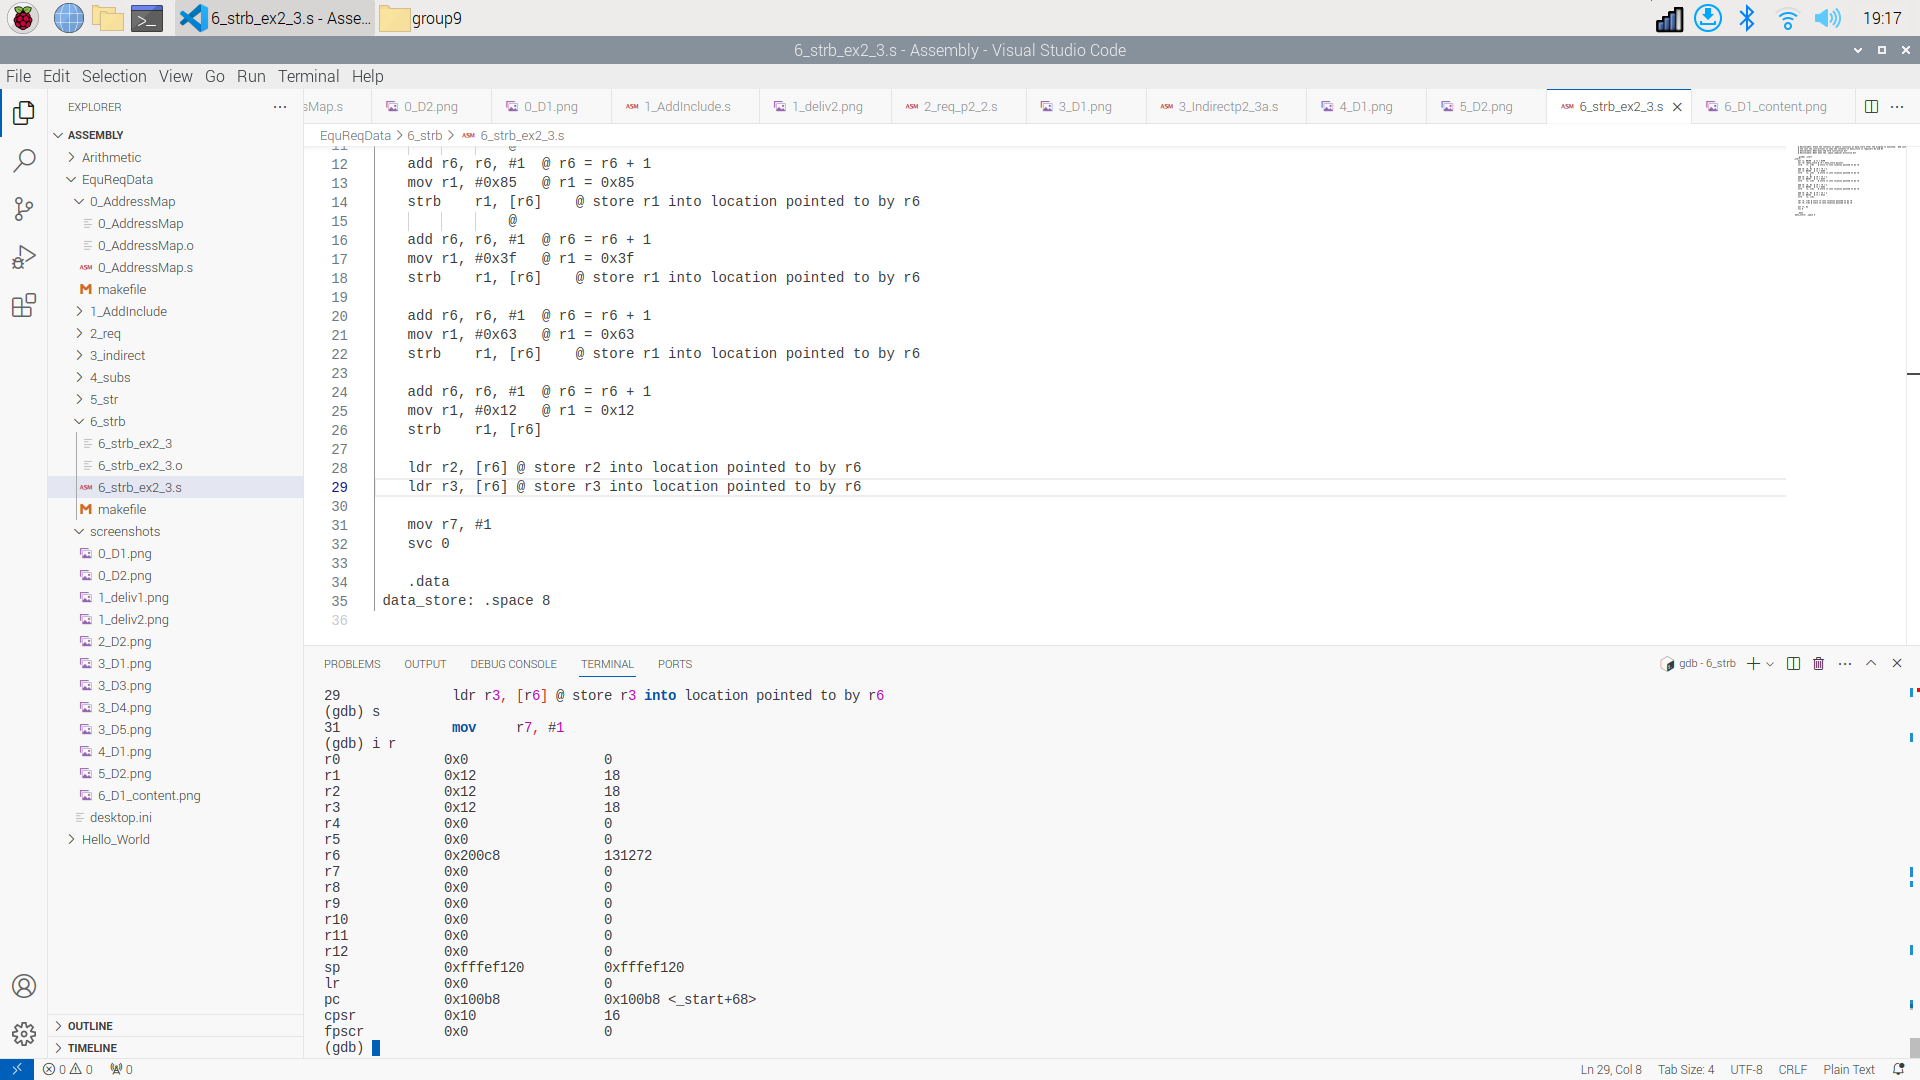 6_strb_ex2_3.s - Asse...
group9
19:17
6_strb_ex2_3.s - Assembly - Visual Studio Code
File Edit Selection View Go Run Terminal Help
EXPLORER
ASSEMBLY
Arithmetic
EquReqData
0_AddressMap
0_AddressMap
0_AddressMap.o
ASM 0_AddressMap.s
M makefile
1_AddInclude
2_req
3_indirect
4_subs
5_str
6_strb
6_strb_ex2_3
6_strb_ex2_3.o
ASM 6_strb_ex2_3.s
M makefile
screenshots
0_D1.png
0_D2.png
1_deliv1.png
1_deliv2.png
2_D2.png
3_D1.png
3_D3.png
3_D4.png
3_D5.png
4_D1.png
5_D2.png
6_D1_content.png
desktop.ini
Hello_World
OUTLINE
TIMELINE
sMap.s 0_D2.png 0_D1.png ASM 1_AddInclude.s 1_deliv2.png ASM 2_req_p2_2.s 3_D1.png ASM 3_Indirectp2_3a.s 4_D1.png 5_D2.png ASM 6_strb_ex2_3.s 6_D1_content.png
EquReqData > 6_strb > ASM 6_strb_ex2_3.s
11 @
12 add r6, r6, #1 @ r6 = r6 + 1
13 mov r1, #0x85 @ r1 = 0x85
14 strb r1, [r6] @ store r1 into location pointed to by r6
15 @
16 add r6, r6, #1 @ r6 = r6 + 1
17 mov r1, #0x3f @ r1 = 0x3f
18 strb r1, [r6] @ store r1 into location pointed to by r6
19
20 add r6, r6, #1 @ r6 = r6 + 1
21 mov r1, #0x63 @ r1 = 0x63
22 strb r1, [r6] @ store r1 into location pointed to by r6
23
24 add r6, r6, #1 @ r6 = r6 + 1
25 mov r1, #0x12 @ r1 = 0x12
26 strb r1, [r6]
27
28 ldr r2, [r6] @ store r2 into location pointed to by r6
29 ldr r3, [r6] @ store r3 into location pointed to by r6
30
31 mov r7, #1
32 svc 0
33
34 .data
35 data_store: .space 8
36
PROBLEMS OUTPUT DEBUG CONSOLE TERMINAL PORTS
gdb - 6_strb
29 ldr r3, [r6] @ store r3 into location pointed to by r6
(gdb) s
31 mov r7, #1
(gdb) i r
r0 0x0 0
r1 0x12 18
r2 0x12 18
r3 0x12 18
r4 0x0 0
r5 0x0 0
r6 0x200c8 131272
r7 0x0 0
r8 0x0 0
r9 0x0 0
r10 0x0 0
r11 0x0 0
r12 0x0 0
sp 0xfffef120 0xfffef120
lr 0x0 0
pc 0x100b8 0x100b8 <_start+68>
cpsr 0x10 16
fpscr 0x0 0
(gdb)
0 0 0
Ln 29, Col 8 Tab Size: 4 UTF-8 CRLF Plain Text